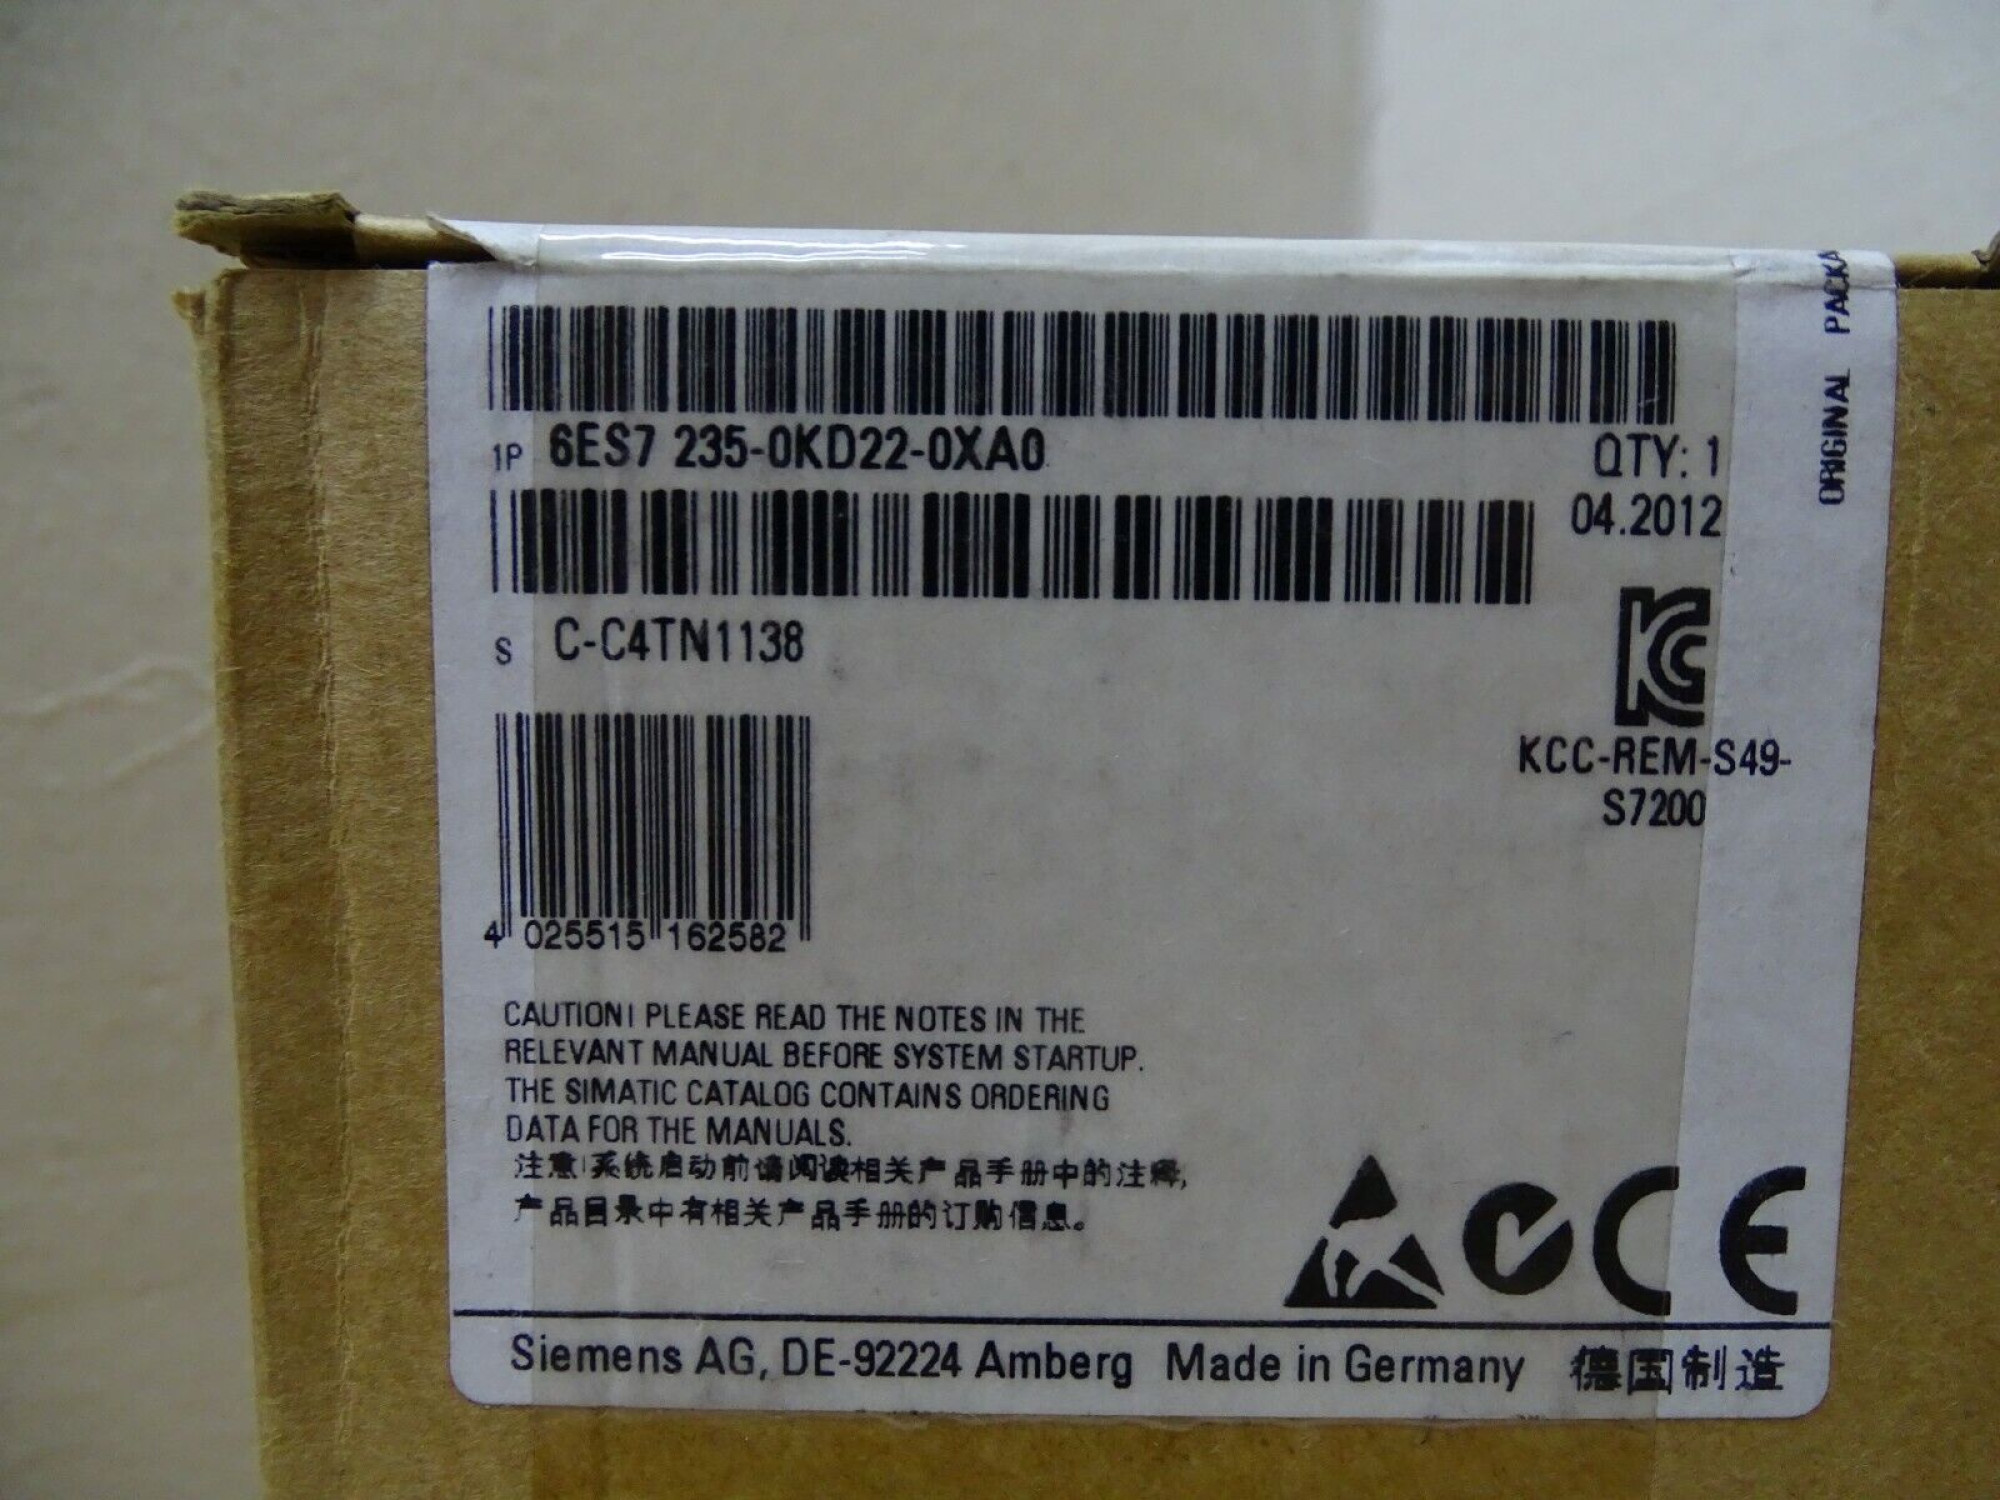 ORIGINAL PACKA
1P 6ES7 235-0KD22-0XA0
QTY: 1
04.2012
S C-C4TN1138
KCC-REM-S49-
S7200
4 025515 162582
CAUTION! PLEASE READ THE NOTES IN THE
RELEVANT MANUAL BEFORE SYSTEM STARTUP.
THE SIMATIC CATALOG CONTAINS ORDERING
DATA FOR THE MANUALS.
注意!系统启动前请阅读相关产品手册中的注释,
产品目录中有相关产品手册的订购信息。
CE
Siemens AG, DE-92224 Amberg Made in Germany 德国制造